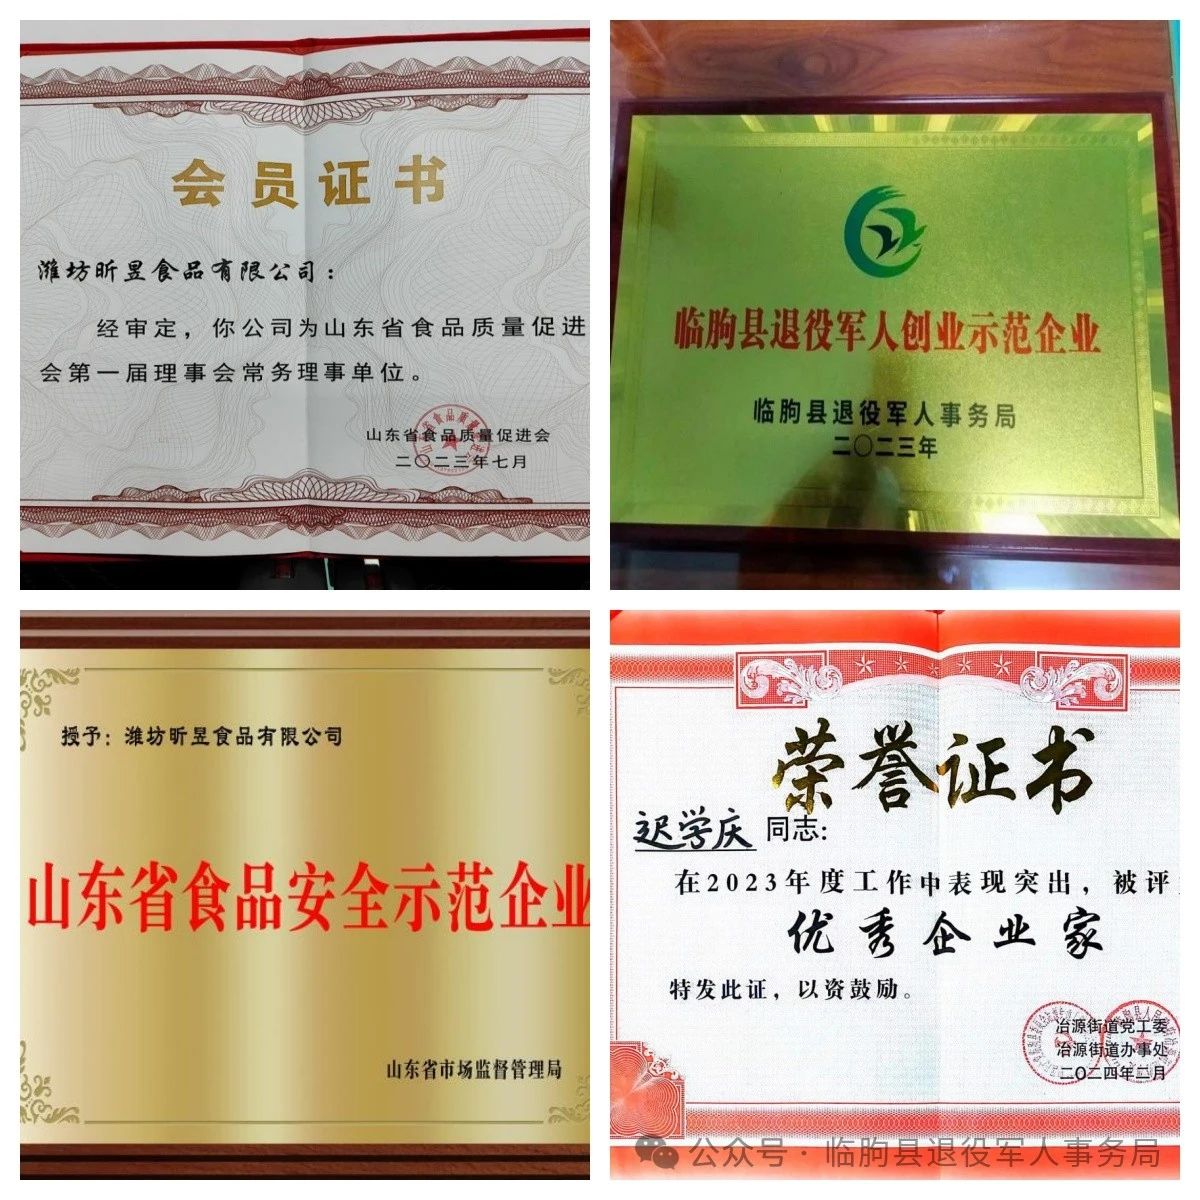 会员证书
潍坊昕昱食品有限公司：
经审定，你公司为山东省食品质量促进
会第一届理事会常务理事单位。
山东省食品质量促进会
二〇二三年七月
临朐县退役军人创业示范企业
临朐县退役军人事务局
二〇二三年
授予：潍坊昕昱食品有限公司
山东省食品安全示范企业
山东省市场监督管理局
荣誉证书
迟学庆 同志：
在2023年度工作中表现突出，被评
优秀企业家
特发此证，以资鼓励。
冶源街道党工委
冶源街道办事处
二〇二四年二月
公众号·临朐县退役军人事务局